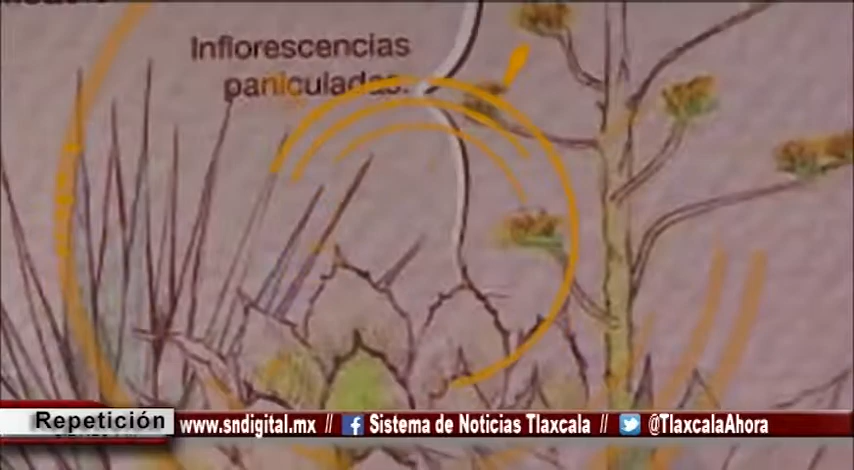 Inflorescencias
paniculadas.
Repetición
www.sndigital.mx // f Sistema de Noticias Tlaxcala // @TlaxcalaAhora